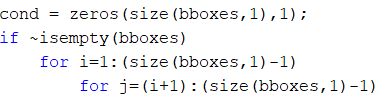 cond = zeros(size(bboxes,1),1);
if ~isempty(bboxes)
    for i=1:(size(bboxes,1)-1)
        for j=(i+1):(size(bboxes,1)-1)